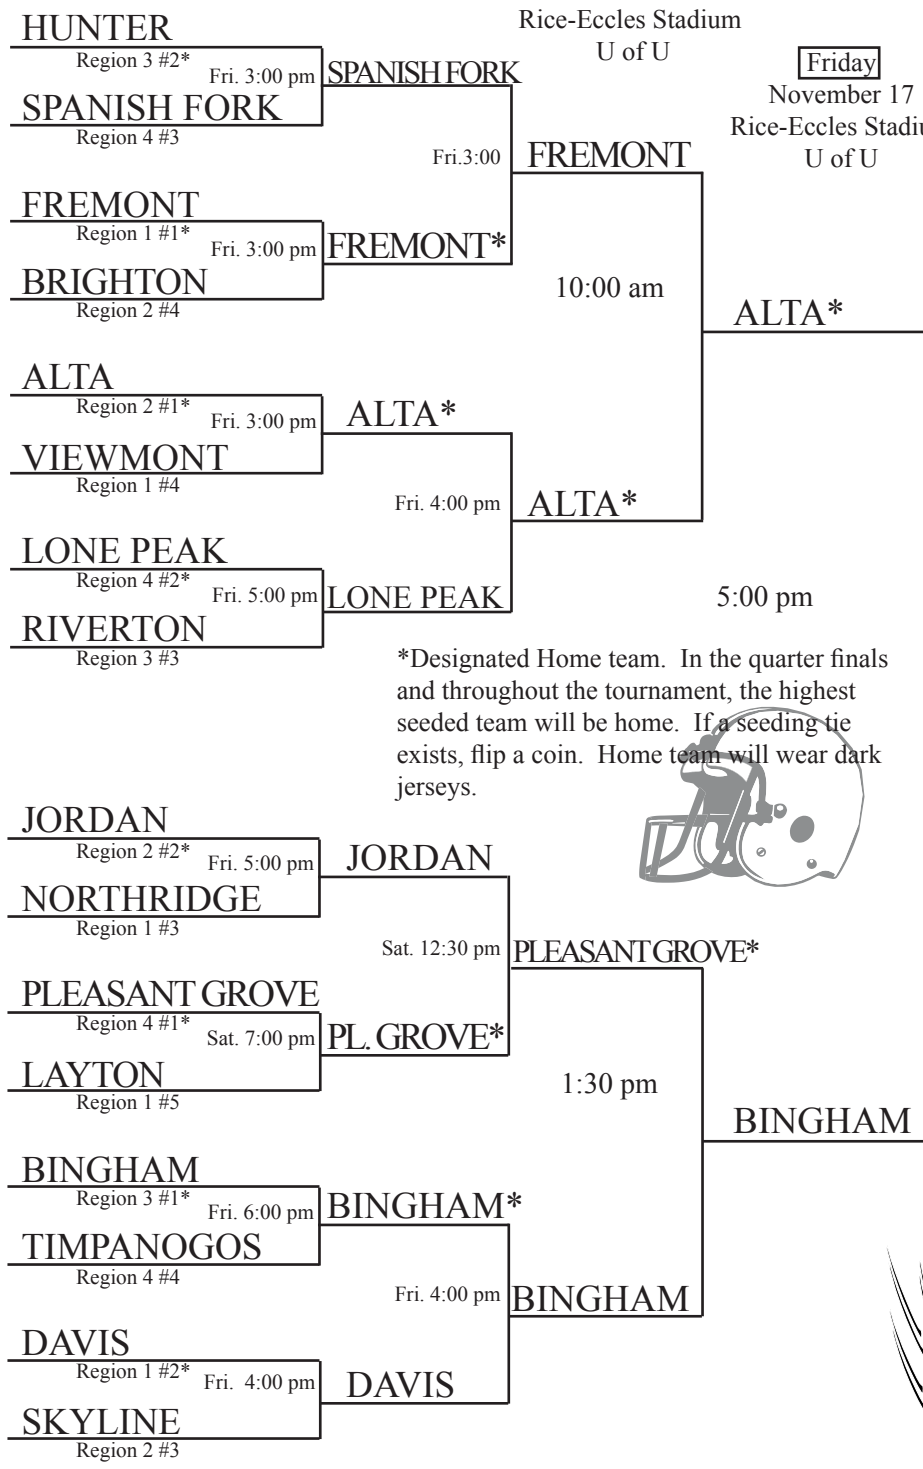 Rice-Eccles Stadium
U of U
Friday
November 17
Rice-Eccles Stadiu
U of U
HUNTER
Region 3 #2*
Fri. 3:00 pm
SPANISH FORK
SPANISH FORK
Region 4 #3
Fri.3:00
FREMONT
FREMONT
Region 1 #1*
Fri. 3:00 pm
FREMONT*
BRIGHTON
Region 2 #4
10:00 am
ALTA*
ALTA
Region 2 #1*
Fri. 3:00 pm
ALTA*
VIEWMONT
Region 1 #4
Fri. 4:00 pm
ALTA*
LONE PEAK
Region 4 #2*
Fri. 5:00 pm
LONE PEAK
RIVERTON
Region 3 #3
5:00 pm
*Designated Home team. In the quarter finals
and throughout the tournament, the highest
seeded team will be home. If a seeding tie
exists, flip a coin. Home team will wear dark
jerseys.
JORDAN
Region 2 #2*
Fri. 5:00 pm
JORDAN
NORTHRIDGE
Region 1 #3
Sat. 12:30 pm
PLEASANT GROVE*
PLEASANT GROVE
Region 4 #1*
Sat. 7:00 pm
PL. GROVE*
LAYTON
Region 1 #5
1:30 pm
BINGHAM
BINGHAM
Region 3 #1*
Fri. 6:00 pm
BINGHAM*
TIMPANOGOS
Region 4 #4
Fri. 4:00 pm
BINGHAM
DAVIS
Region 1 #2*
Fri. 4:00 pm
DAVIS
SKYLINE
Region 2 #3